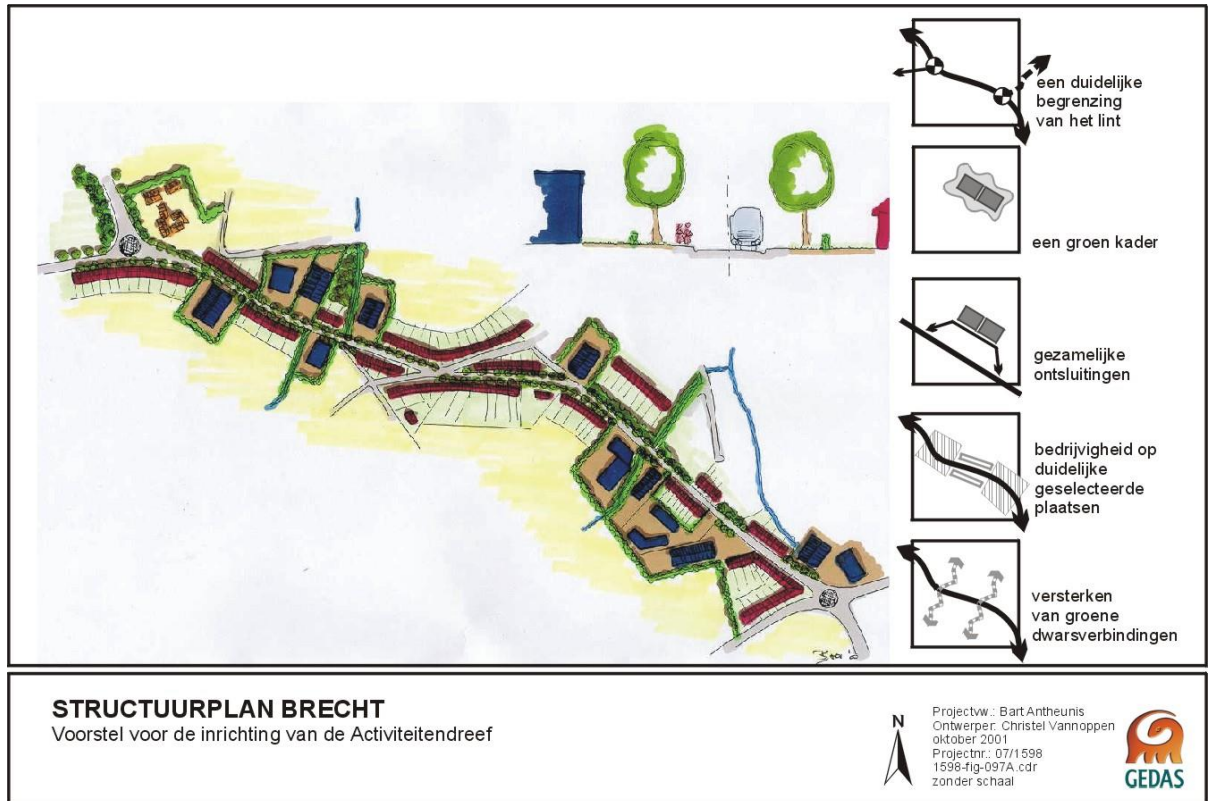 een duidelijke
begrenzing
van het lint
een groen kader
gezamelijke
ontsluitingen
bedrijvigheid op
duidelijke
geselecteerde
plaatsen
versterken
van groene
dwarsverbindingen
STRUCTUURPLAN BRECHT
Voorstel voor de inrichting van de Activiteitendreef
N
Projectvw.: Bart Antheunis
Ontwerper: Christel Vannoppen
oktober 2001
Projectnr.: 07/1598
1598-fig-097A.cdr
zonder schaal
GEDAS